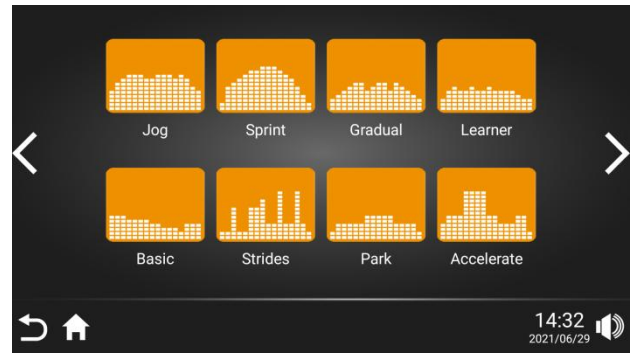 Jog
Sprint
Gradual
Learner
Basic
Strides
Park
Accelerate
14:32
2021/06/29